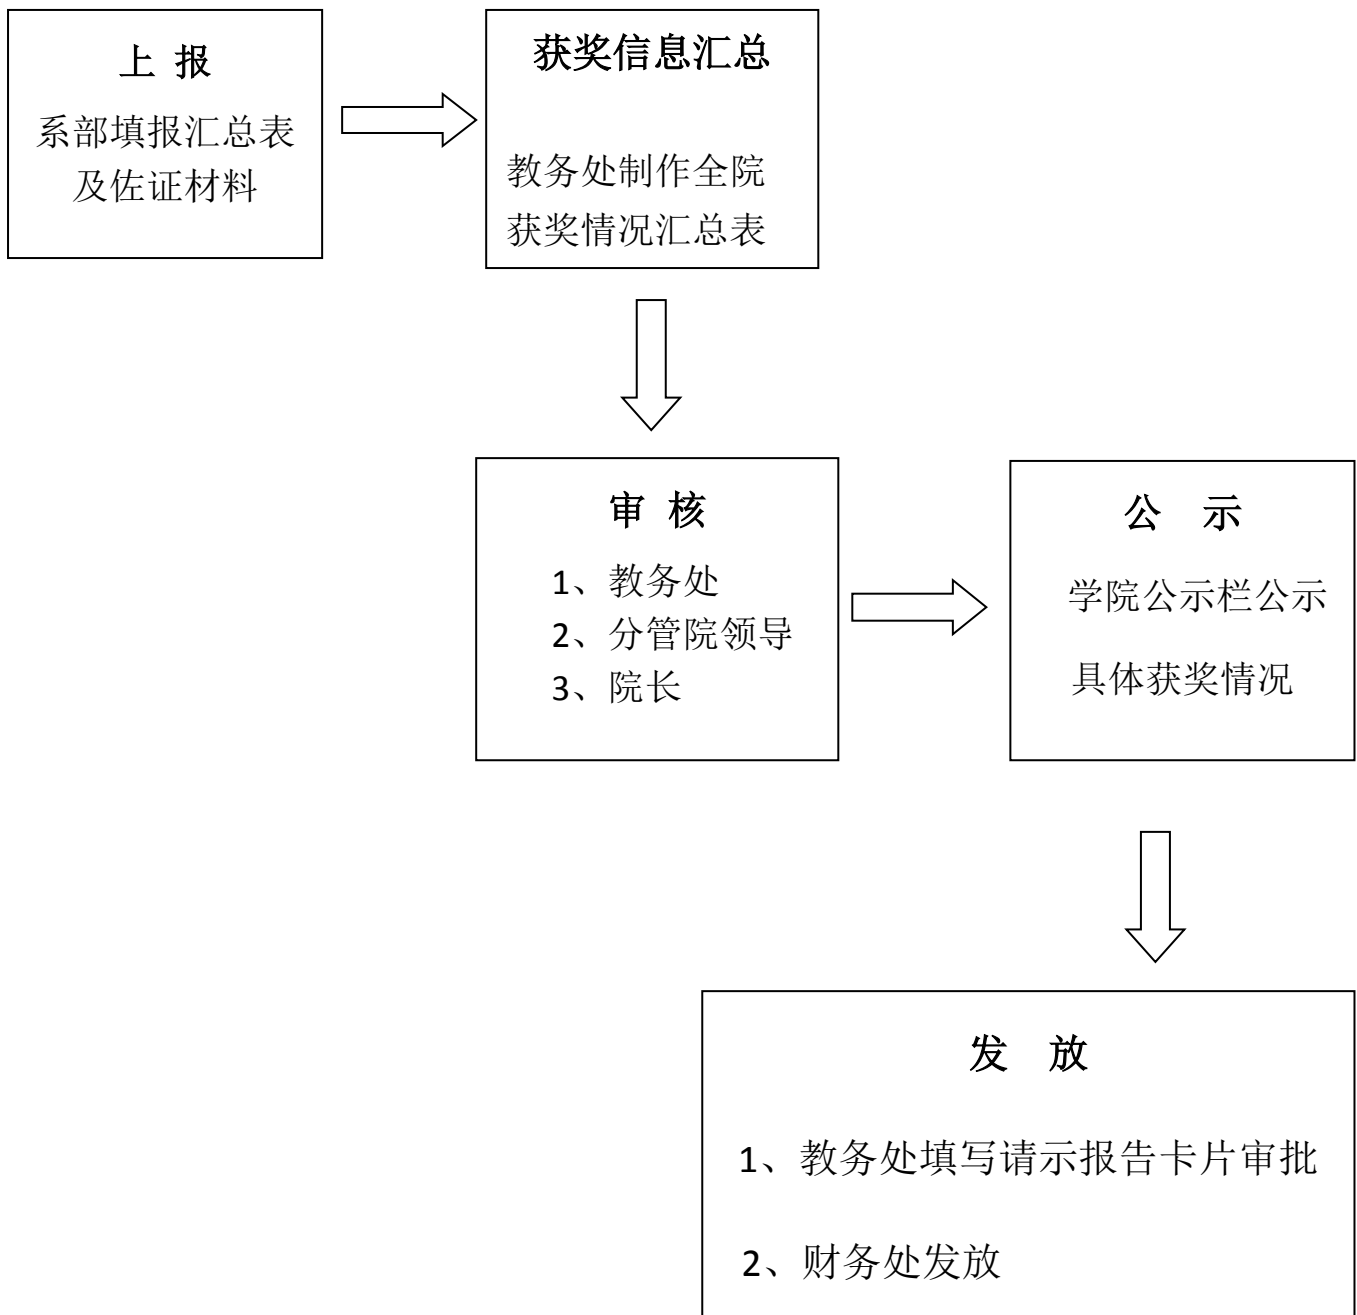 上 报
系部填报汇总表
及佐证材料
获奖信息汇总
教务处制作全院
获奖情况汇总表
审 核
1、教务处
2、分管院领导
3、院长
公 示
学院公示栏公示
具体获奖情况
发 放
1、教务处填写请示报告卡片审批
2、财务处发放